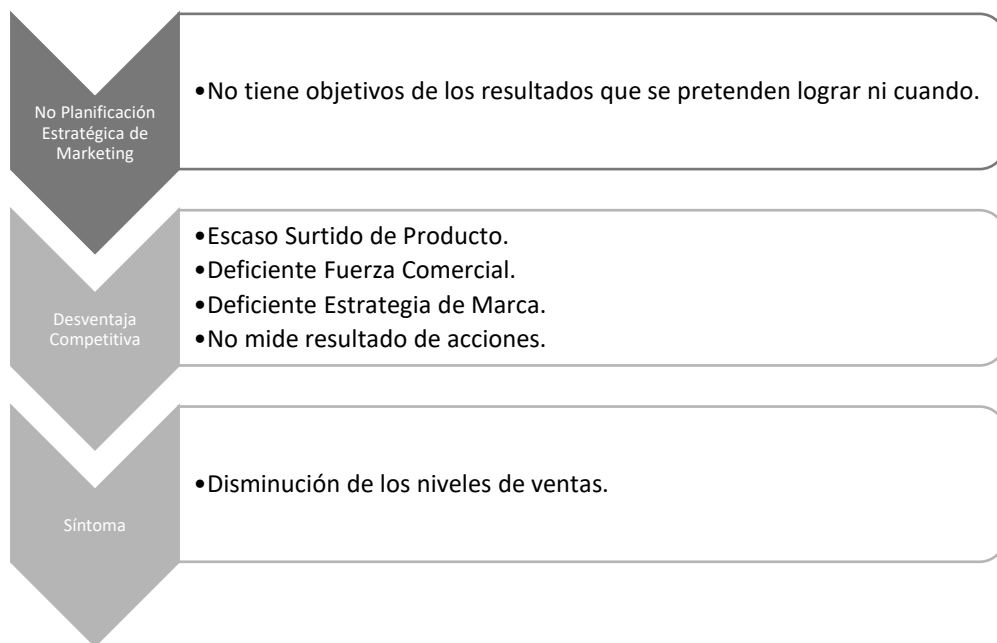 No Planificación
Estratégica de
Marketing
•No tiene objetivos de los resultados que se pretenden lograr ni cuando.
Desventaja
Competitiva
•Escaso Surtido de Producto.
•Deficiente Fuerza Comercial.
•Deficiente Estrategia de Marca.
•No mide resultado de acciones.
Síntoma
•Disminución de los niveles de ventas.